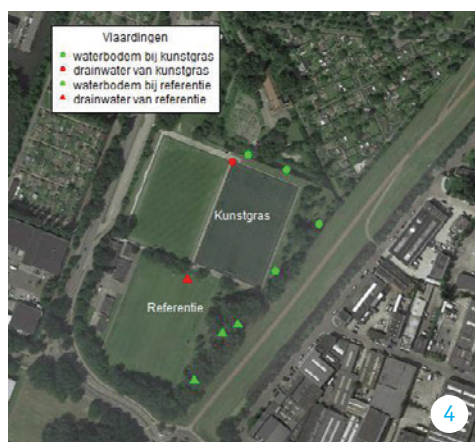 Vlaardingen
waterbodem bij kunstgras
drainwater van kunstgras
waterbodem bij referentie
drainwater van referentie
Kunstgras
Referentie
4